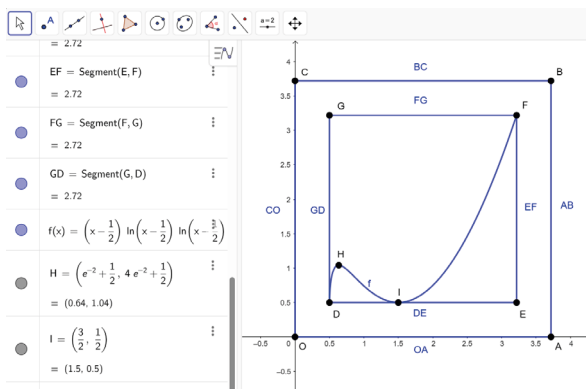 A
a=2
= 2.72
EF = Segment(E, F)
= 2.72
FG = Segment(F, G)
= 2.72
GD = Segment(G, D)
= 2.72
f(x) = (x − 1/2) ln(x − 1/2) ln(x − 1/2)
H = (e⁻² + 1/2, 4 e⁻² + 1/2)
= (0.64, 1.04)
I = (3/2, 1/2)
= (1.5, 0.5)
4
C BC B
3.5
G FG F
3
2.5
2
CO GD EF AB
1.5
H
1
f
I
0.5
D DE E
−0.5 0 O 0.5 1 1.5 2 2.5 3 3.5 A 4
OA
−0.5